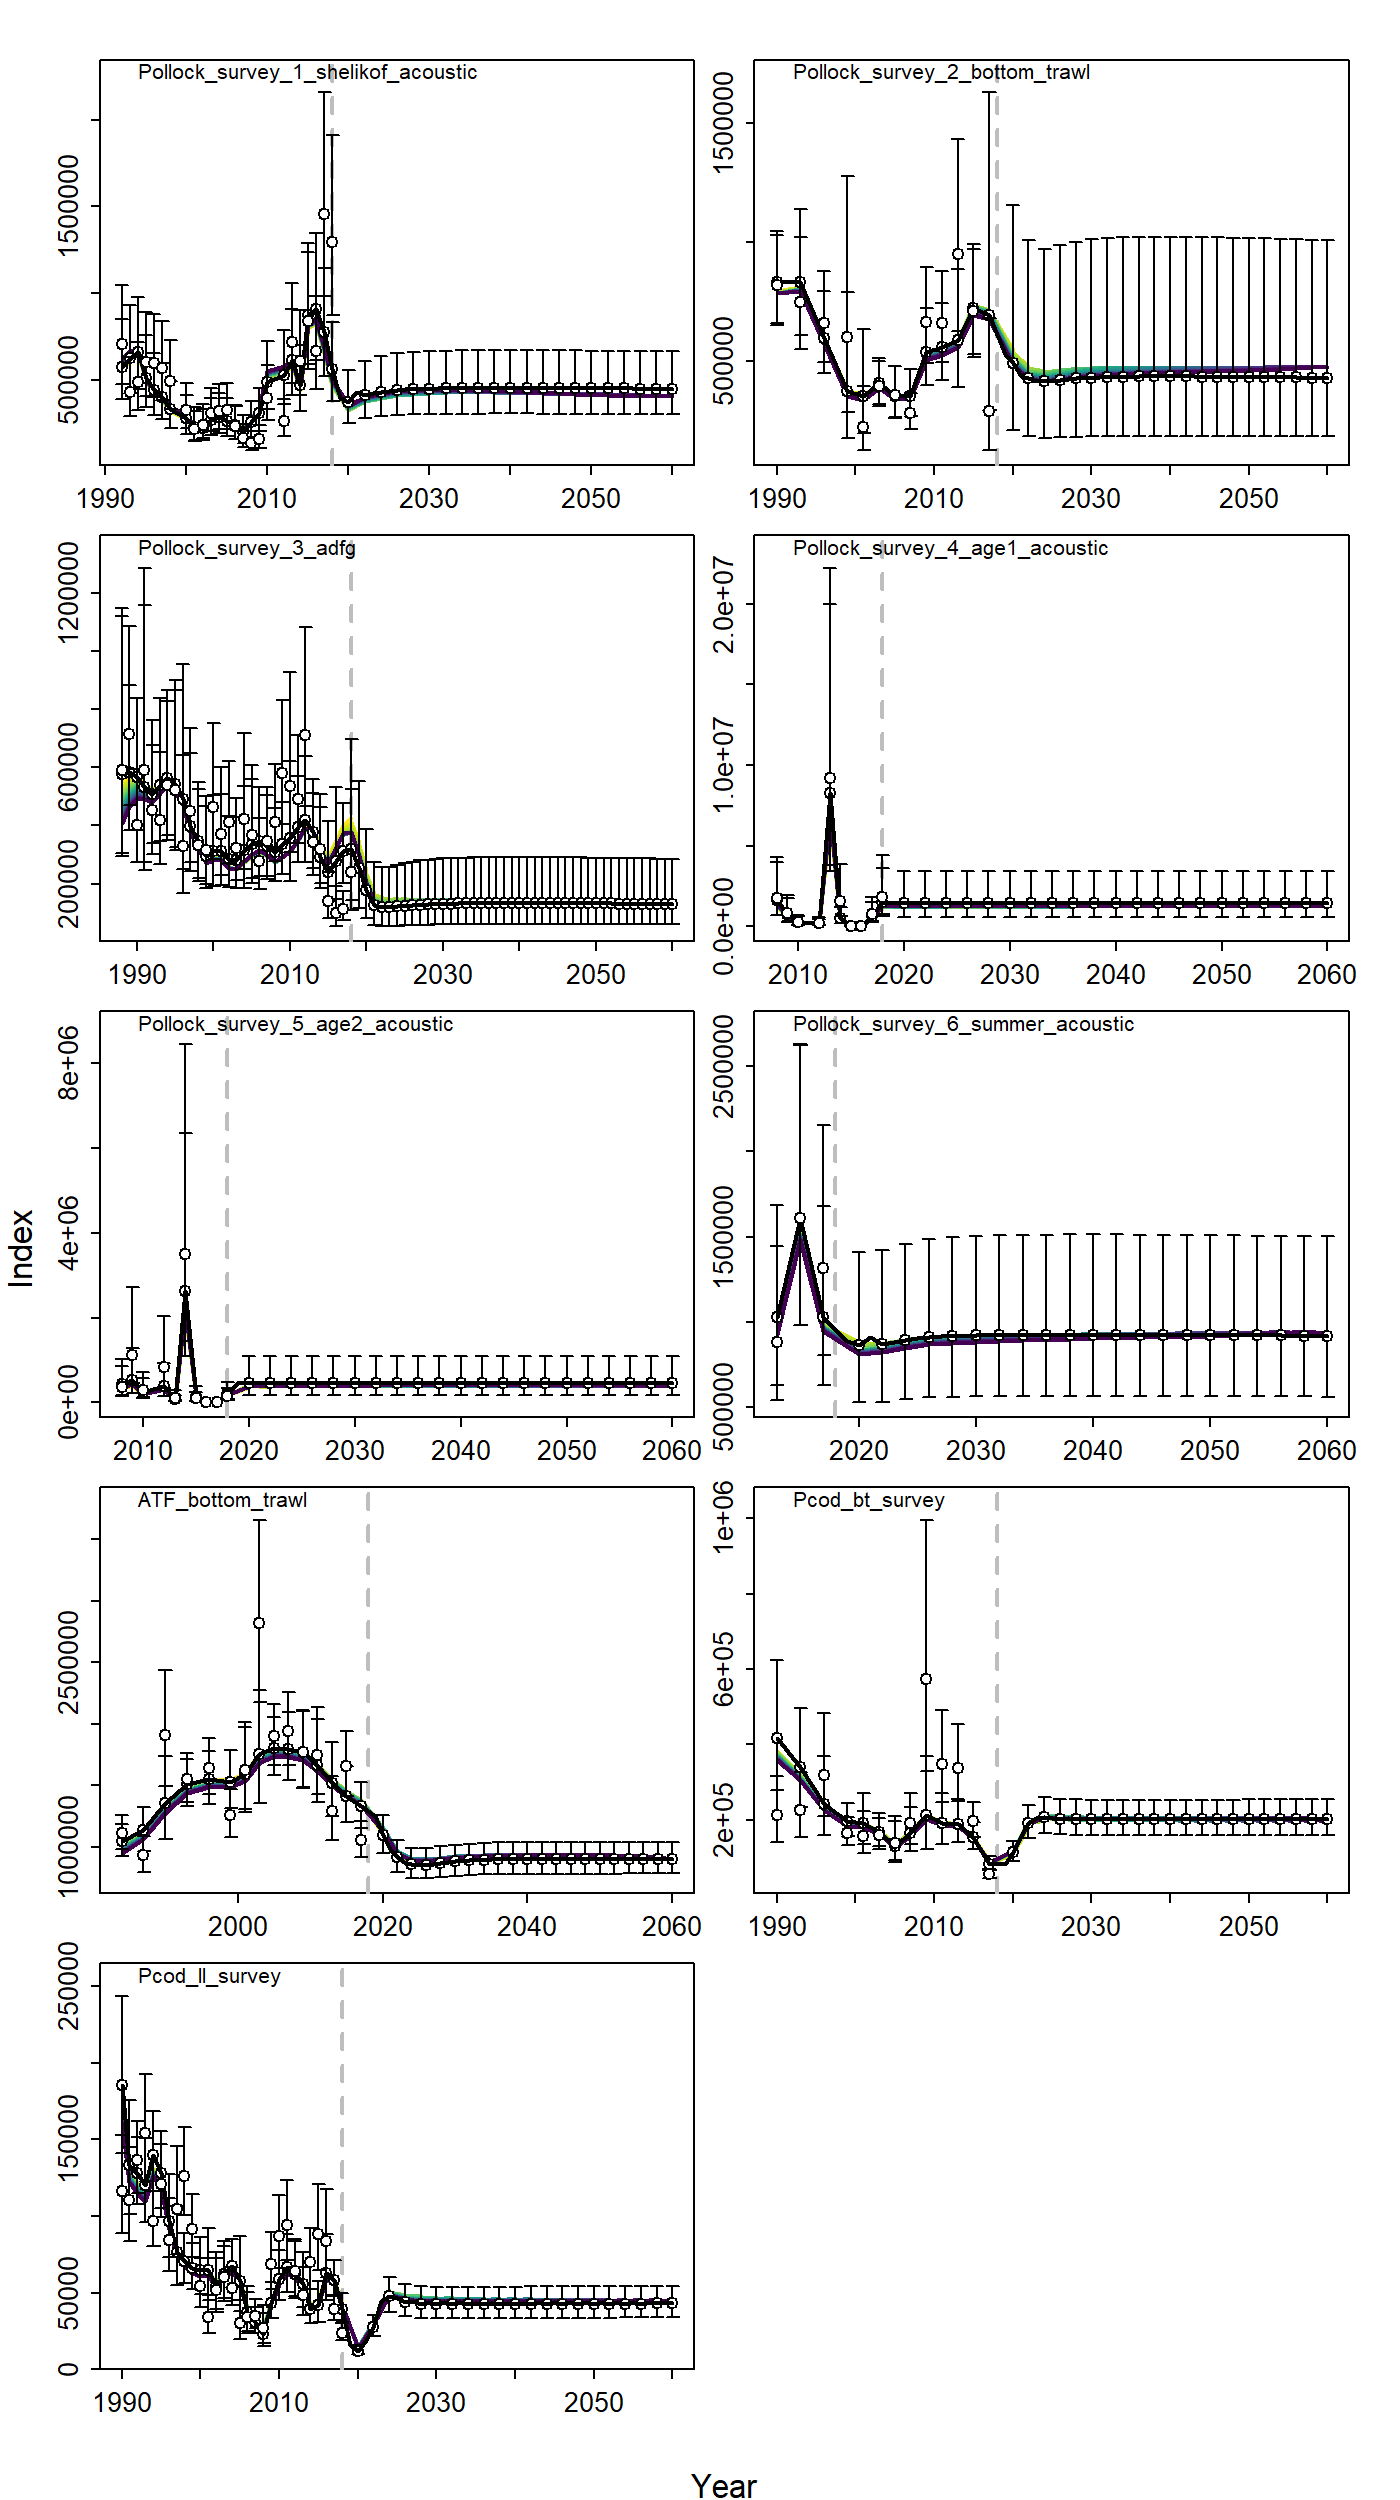 Pollock_survey_1_shelikof_acoustic
500000 1500000
1990 2010 2030 2050
Pollock_survey_2_bottom_trawl
500000 1500000
1990 2010 2030 2050
Pollock_survey_3_adfg
200000 600000 1200000
1990 2010 2030 2050
Pollock_survey_4_age1_acoustic
0.0e+00 1.0e+07 2.0e+07
2010 2020 2030 2040 2050 2060
Pollock_survey_5_age2_acoustic
0e+00 4e+06 8e+06
2010 2020 2030 2040 2050 2060
Pollock_survey_6_summer_acoustic
500000 1500000 2500000
2020 2030 2040 2050 2060
Index
ATF_bottom_trawl
1000000 2500000
2000 2020 2040 2060
Pcod_bt_survey
2e+05 6e+05 1e+06
1990 2010 2030 2050
Pcod_ll_survey
0 50000 150000 250000
1990 2010 2030 2050
Year